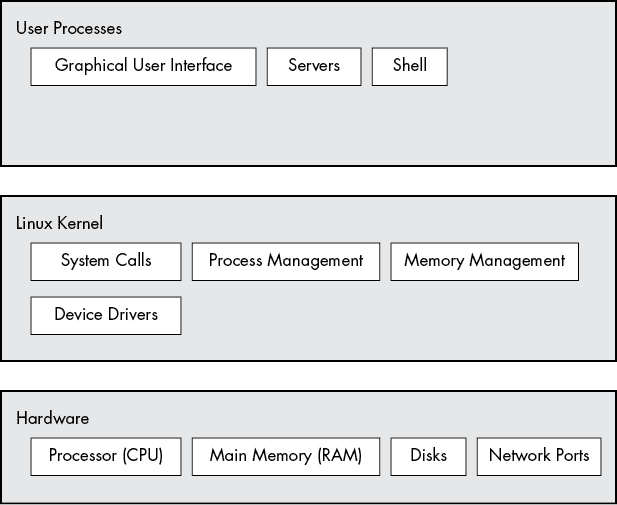 User Processes
Graphical User Interface Servers Shell
Linux Kernel
System Calls Process Management Memory Management
Device Drivers
Hardware
Processor (CPU) Main Memory (RAM) Disks Network Ports